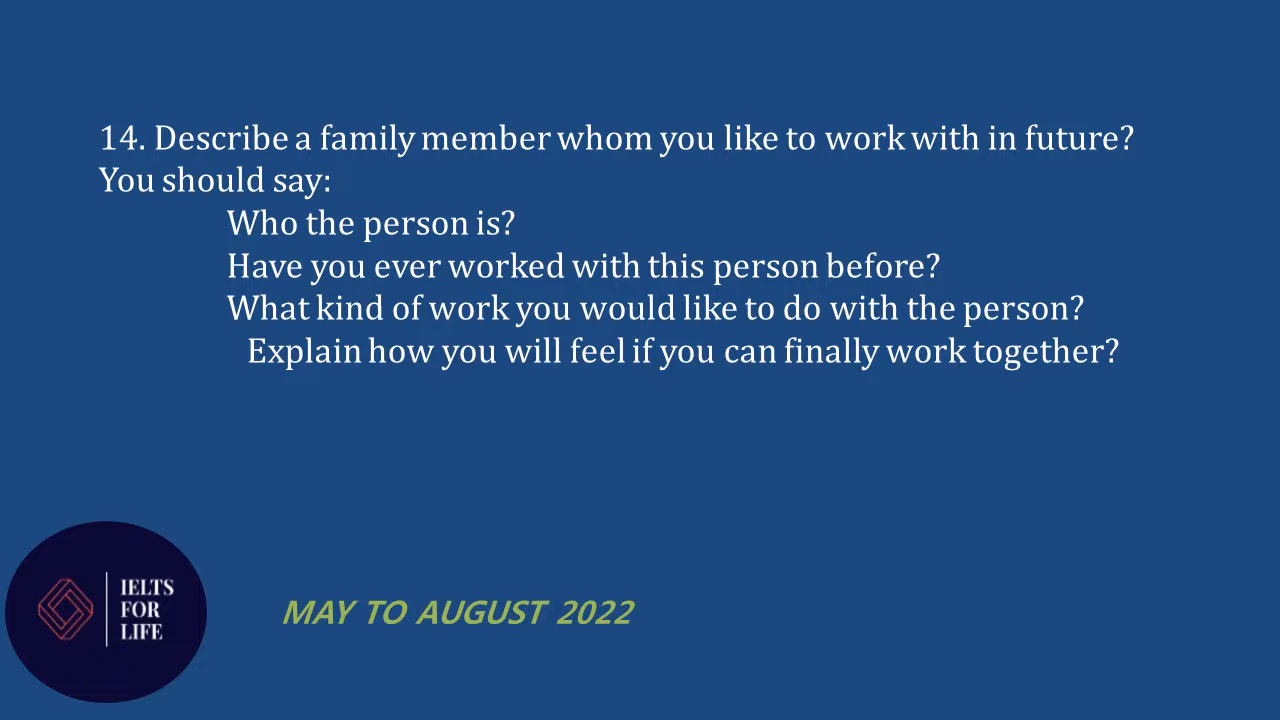 14. Describe a family member whom you like to work with in future?
You should say:
Who the person is?
Have you ever worked with this person before?
What kind of work you would like to do with the person?
Explain how you will feel if you can finally work together?
IELTS
FOR
LIFE
MAY TO AUGUST 2022